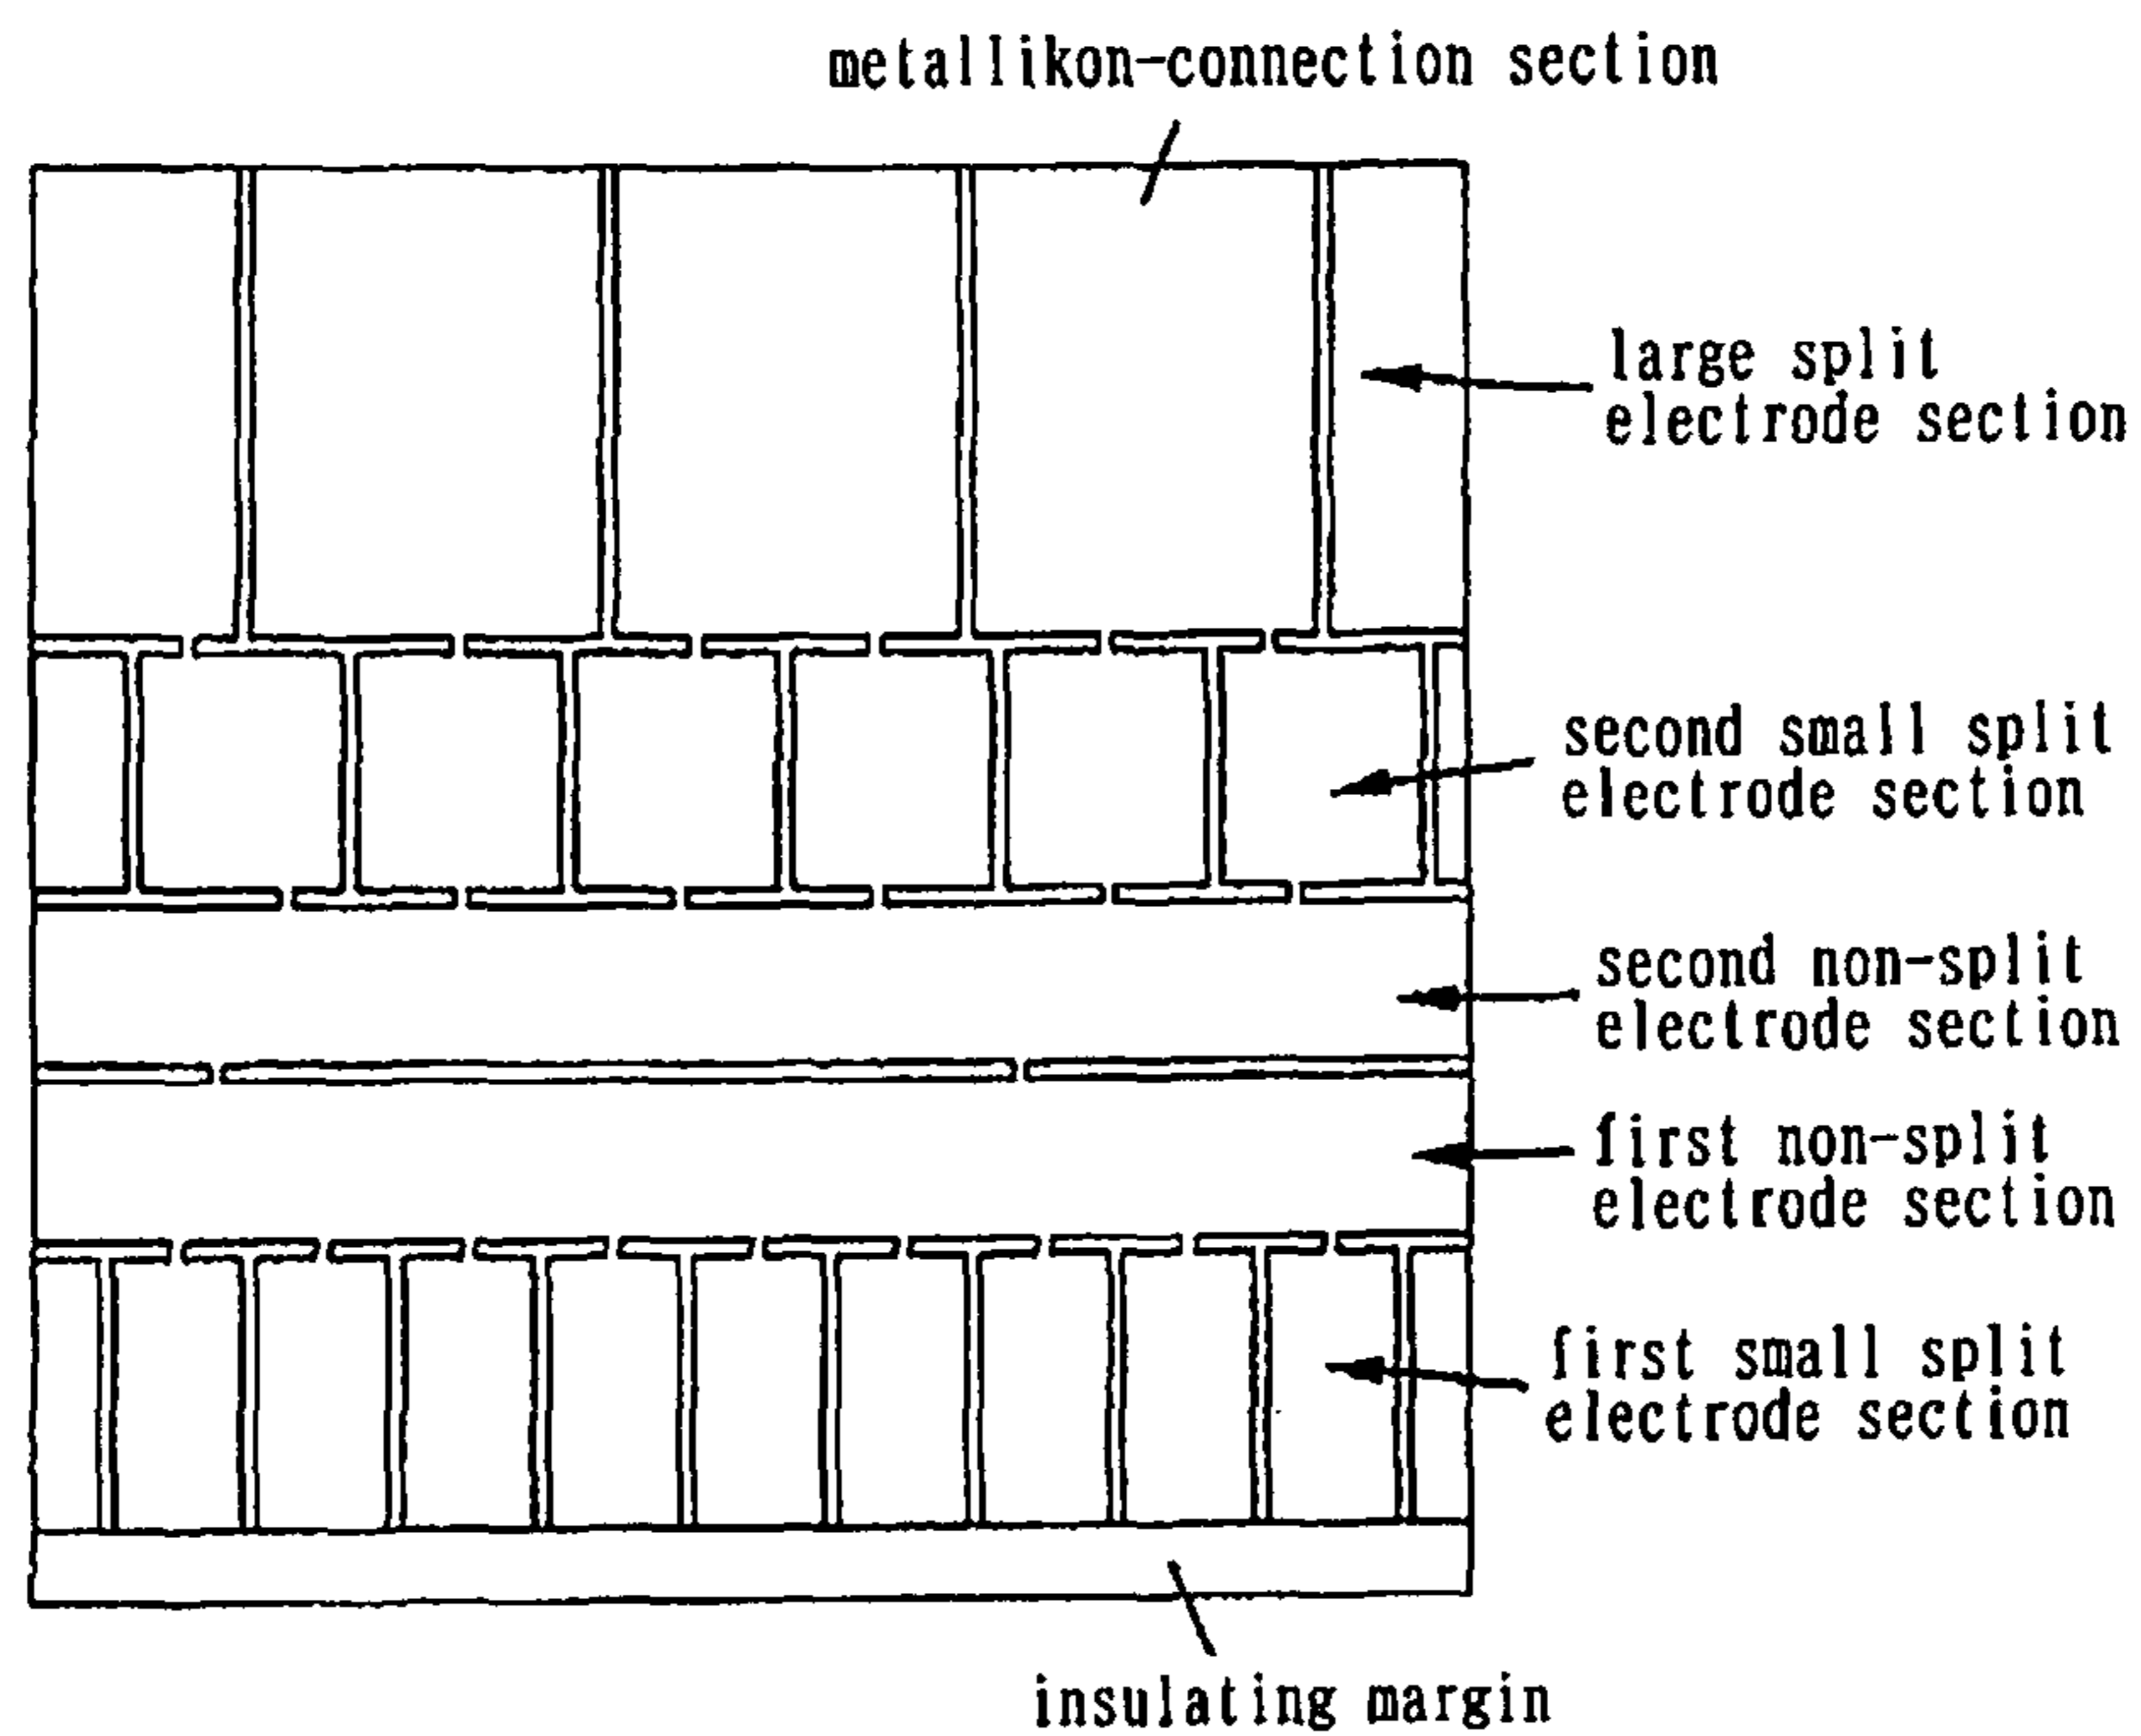 metallikon-connection section
large split
electrode section
second small split
electrode section
second non-split
electrode section
first non-split
electrode section
first small split
electrode section
insulating margin